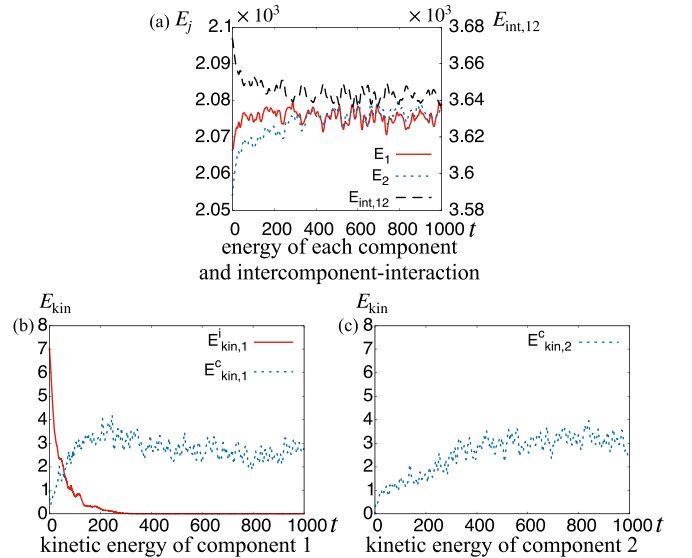 (a) E_j × 10^3 × 10^3 E_int,12
2.1 3.68
2.09 3.66
2.08 3.64
2.07 3.62
2.06 3.6
2.05 3.58
E_1
E_2
E_int,12
0 200 400 600 800 1000 t
energy of each component
and intercomponent-interaction
E_kin E_kin
(b) (c)
8 8
7 7
6 6
5 5
4 4
3 3
2 2
1 1
0 0
E^i_kin,1
E^c_kin,1
E^c_kin,2
0 200 400 600 800 1000 t 0 200 400 600 800 1000 t
kinetic energy of component 1 kinetic energy of component 2